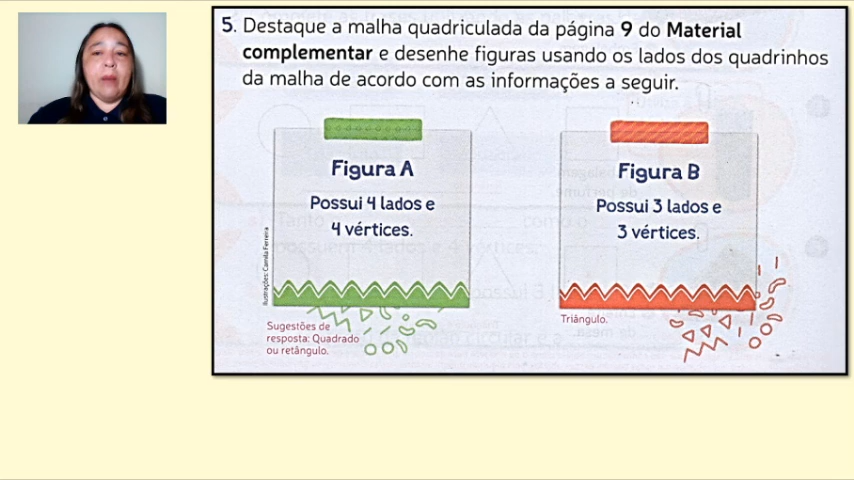 5. Destaque a malha quadriculada da página 9 do Material
complementar e desenhe figuras usando os lados dos quadrinhos
da malha de acordo com as informações a seguir.
Figura A
Possui 4 lados e
4 vértices.
Ilustrações: Camila Ferreira
Sugestões de
resposta: Quadrado
ou retângulo.
Figura B
Possui 3 lados e
3 vértices.
Triângulo.